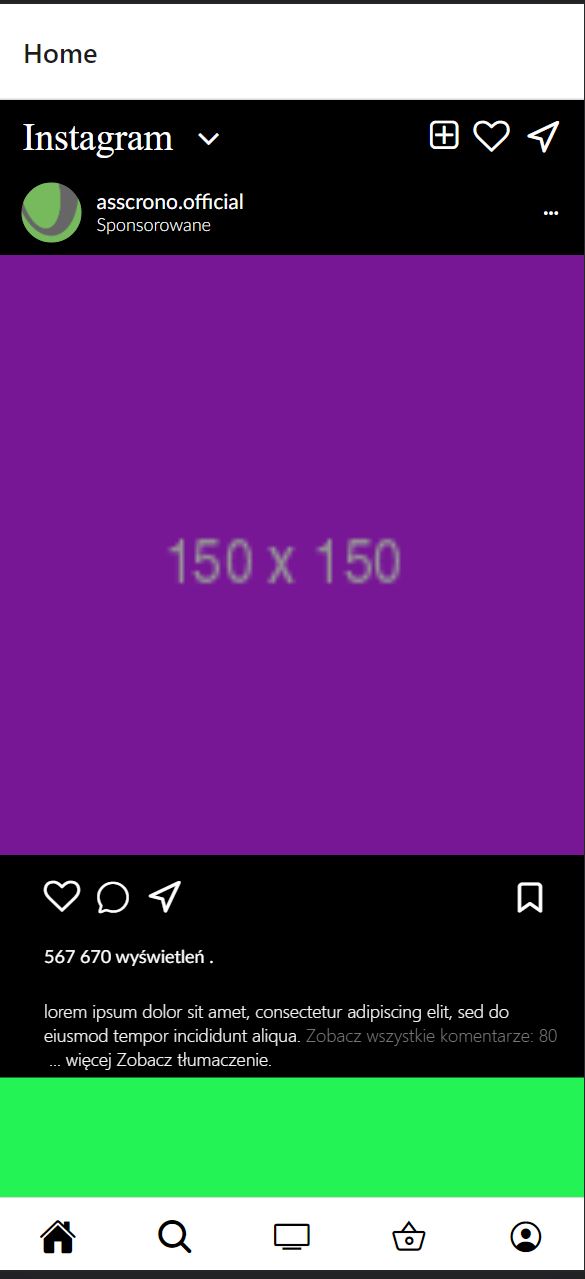 Home
Instagram
asscrono.official
Sponsorowane
150 x 150
567 670 wyświetleń .
lorem ipsum dolor sit amet, consectetur adipiscing elit, sed do
eiusmod tempor incididunt aliqua. Zobacz wszystkie komentarze: 80
... więcej Zobacz tłumaczenie.